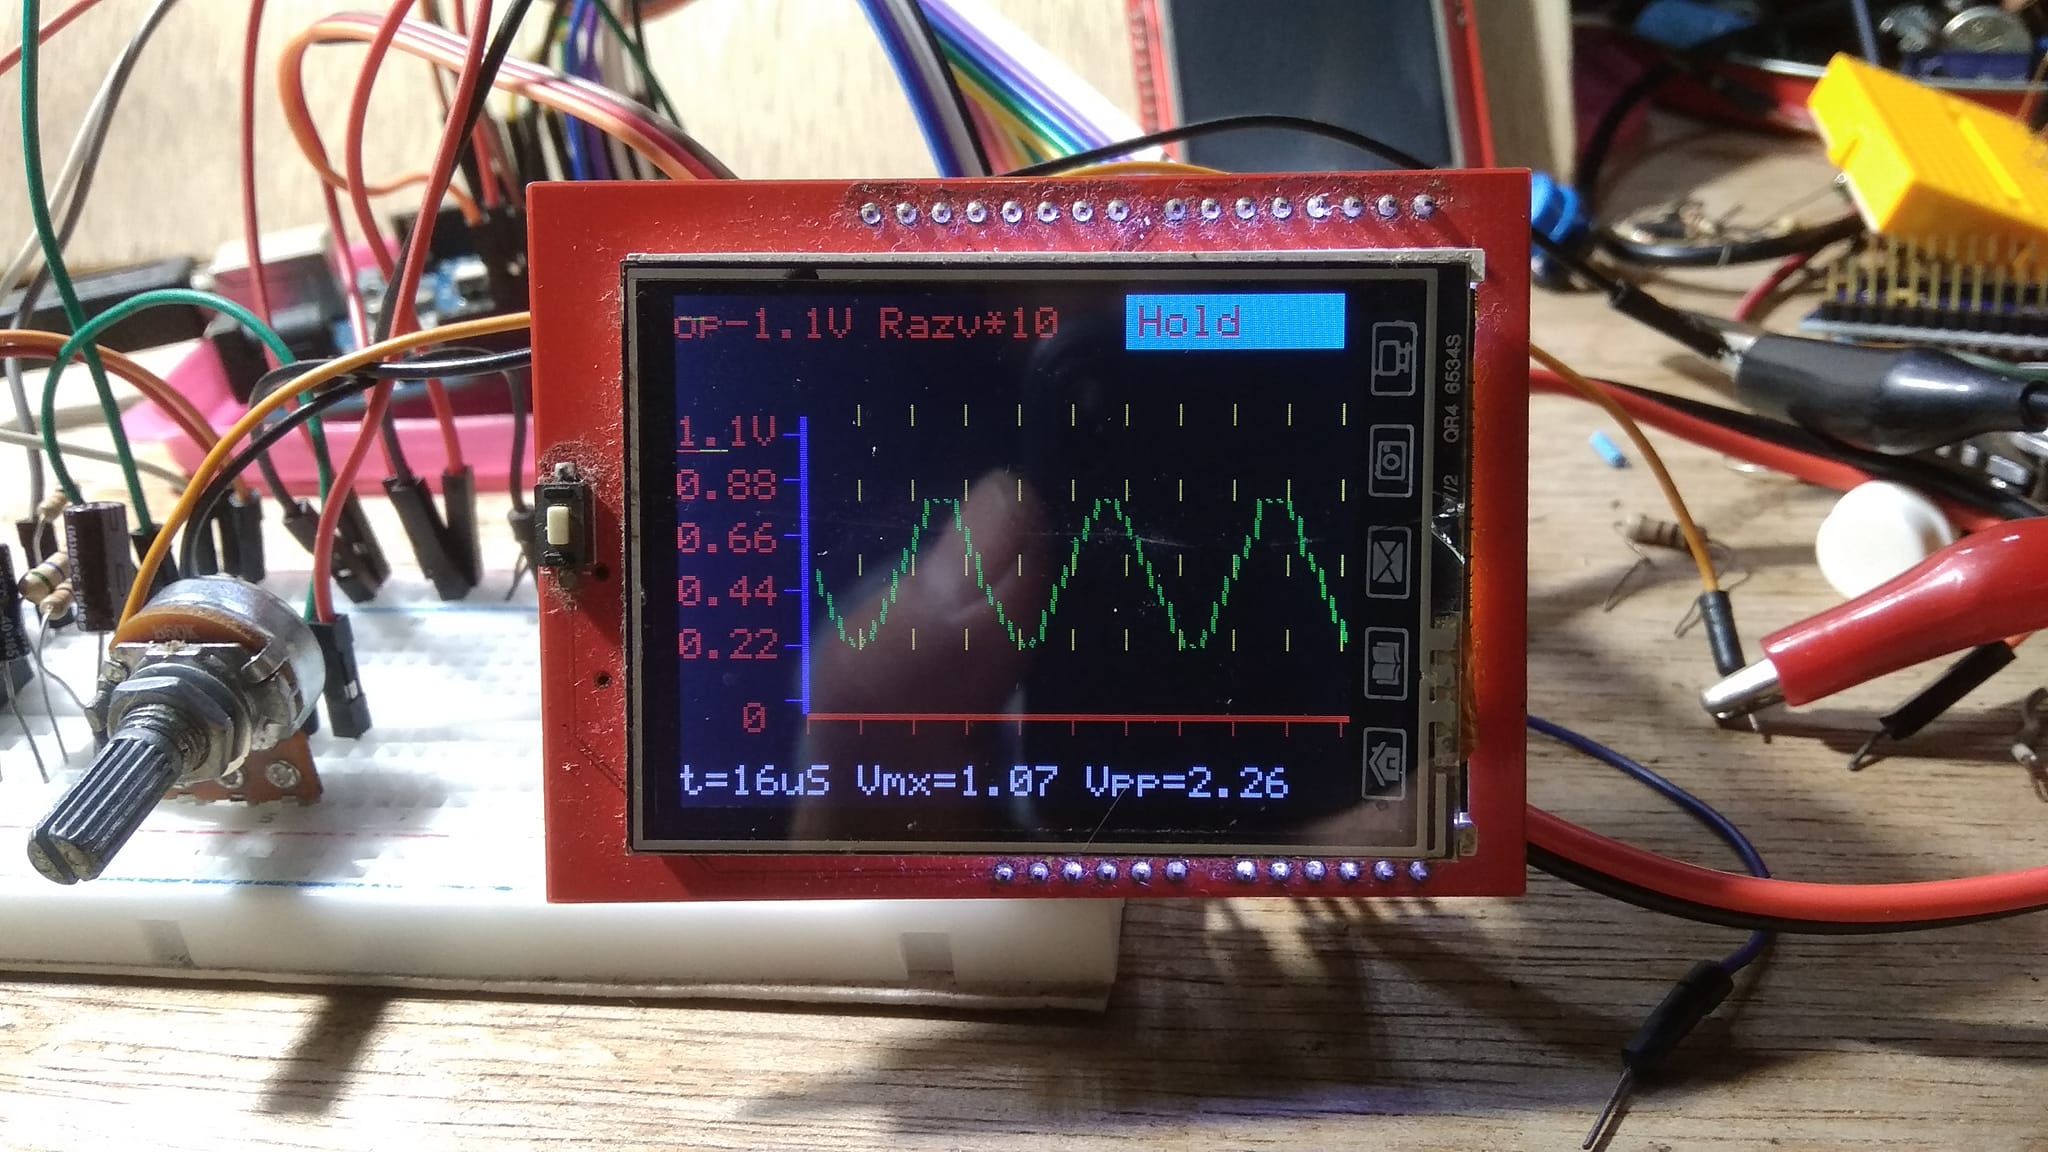 op-1.1V Razv*10 Hold
1.1V
0.88
0.66
0.44
0.22
0
t=16uS Vmx=1.07 Vpp=2.26
QR4 6534S